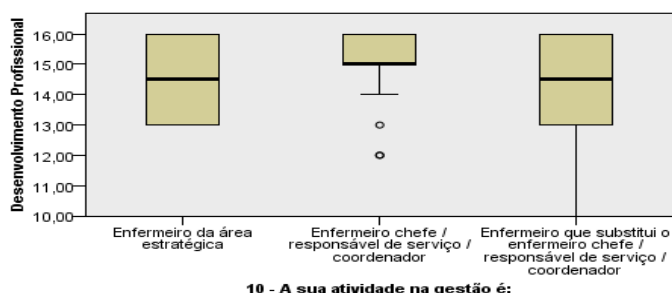 Desenvolvimento Profissional
16,00
15,00
14,00
13,00
12,00
11,00
10,00
Enfermeiro da área
estratégica
Enfermeiro chefe /
responsável de serviço /
coordenador
Enfermeiro que substitui o
enfermeiro chefe /
responsável de serviço /
coordenador
10 - A sua atividade na gestão é: